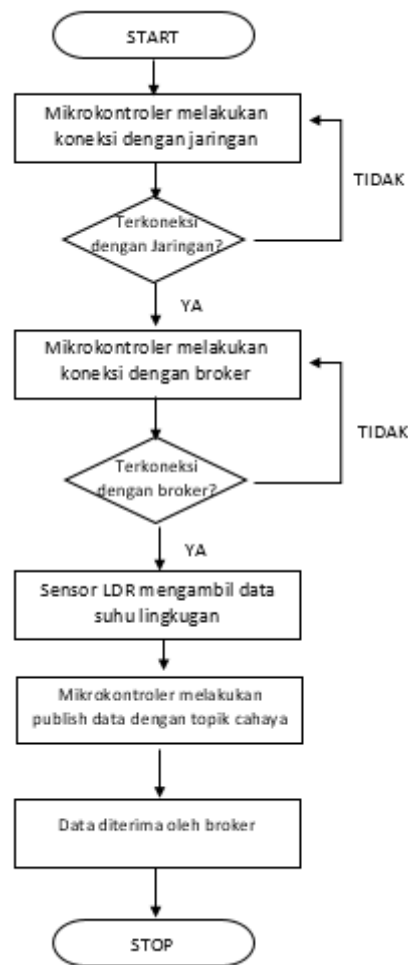 START
Mikrokontroler melakukan
koneksi dengan jaringan
TIDAK
Terkoneksi
dengan Jaringan?
YA
Mikrokontroler melakukan
koneksi dengan broker
TIDAK
Terkoneksi
dengan broker?
YA
Sensor LDR mengambil data
suhu lingkugan
Mikrokontroler melakukan
publish data dengan topik cahaya
Data diterima oleh broker
STOP